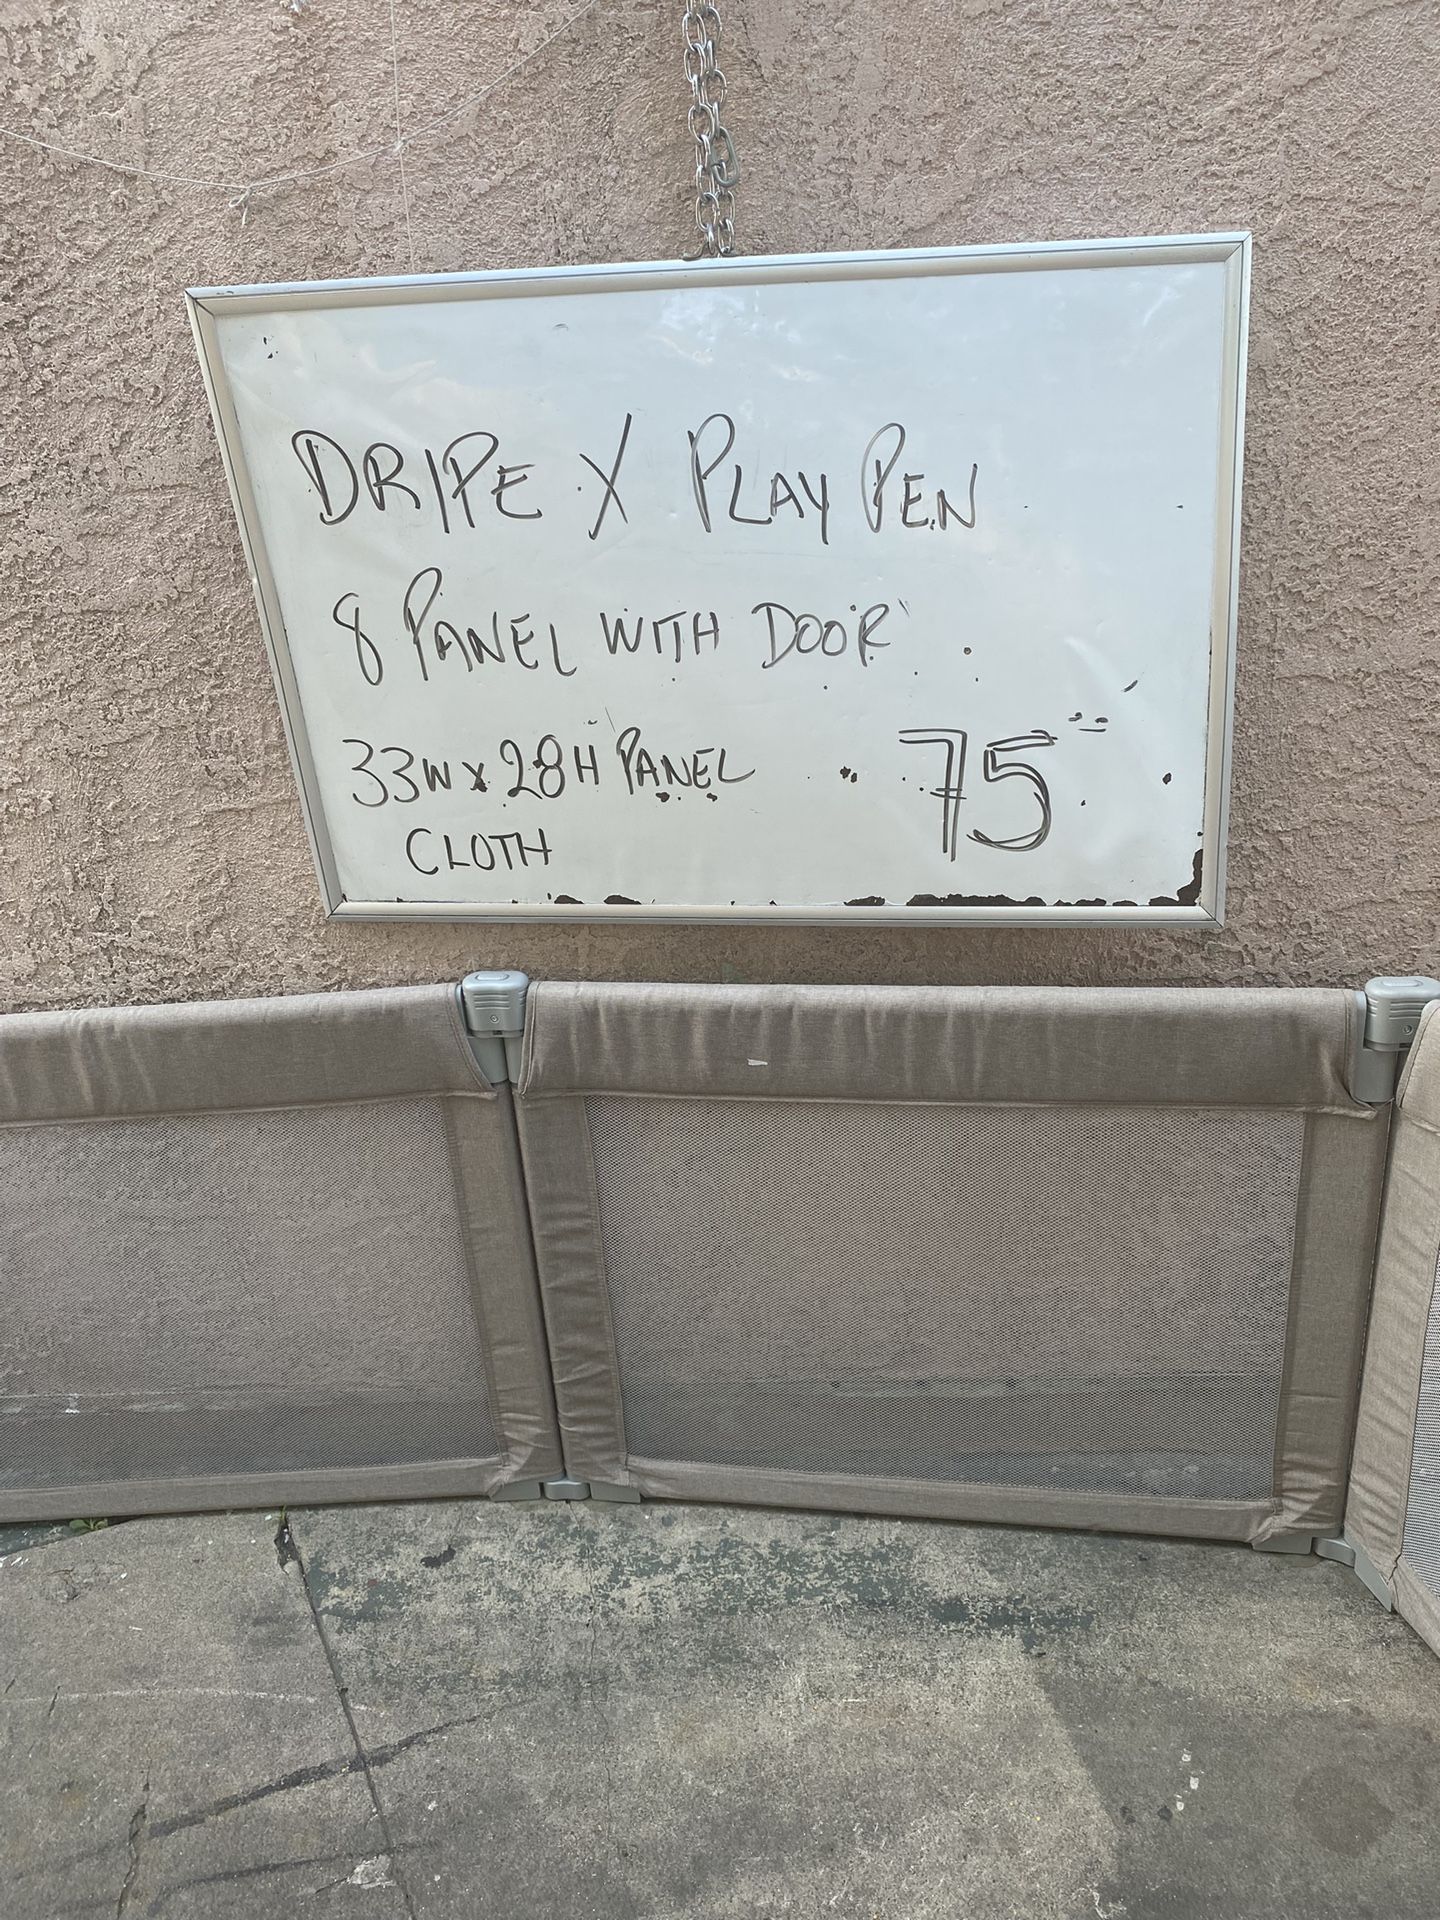 DRIPE X PLAY PEN
8 PANEL WITH DOOR
33W X 28H PANEL
CLOTH
75